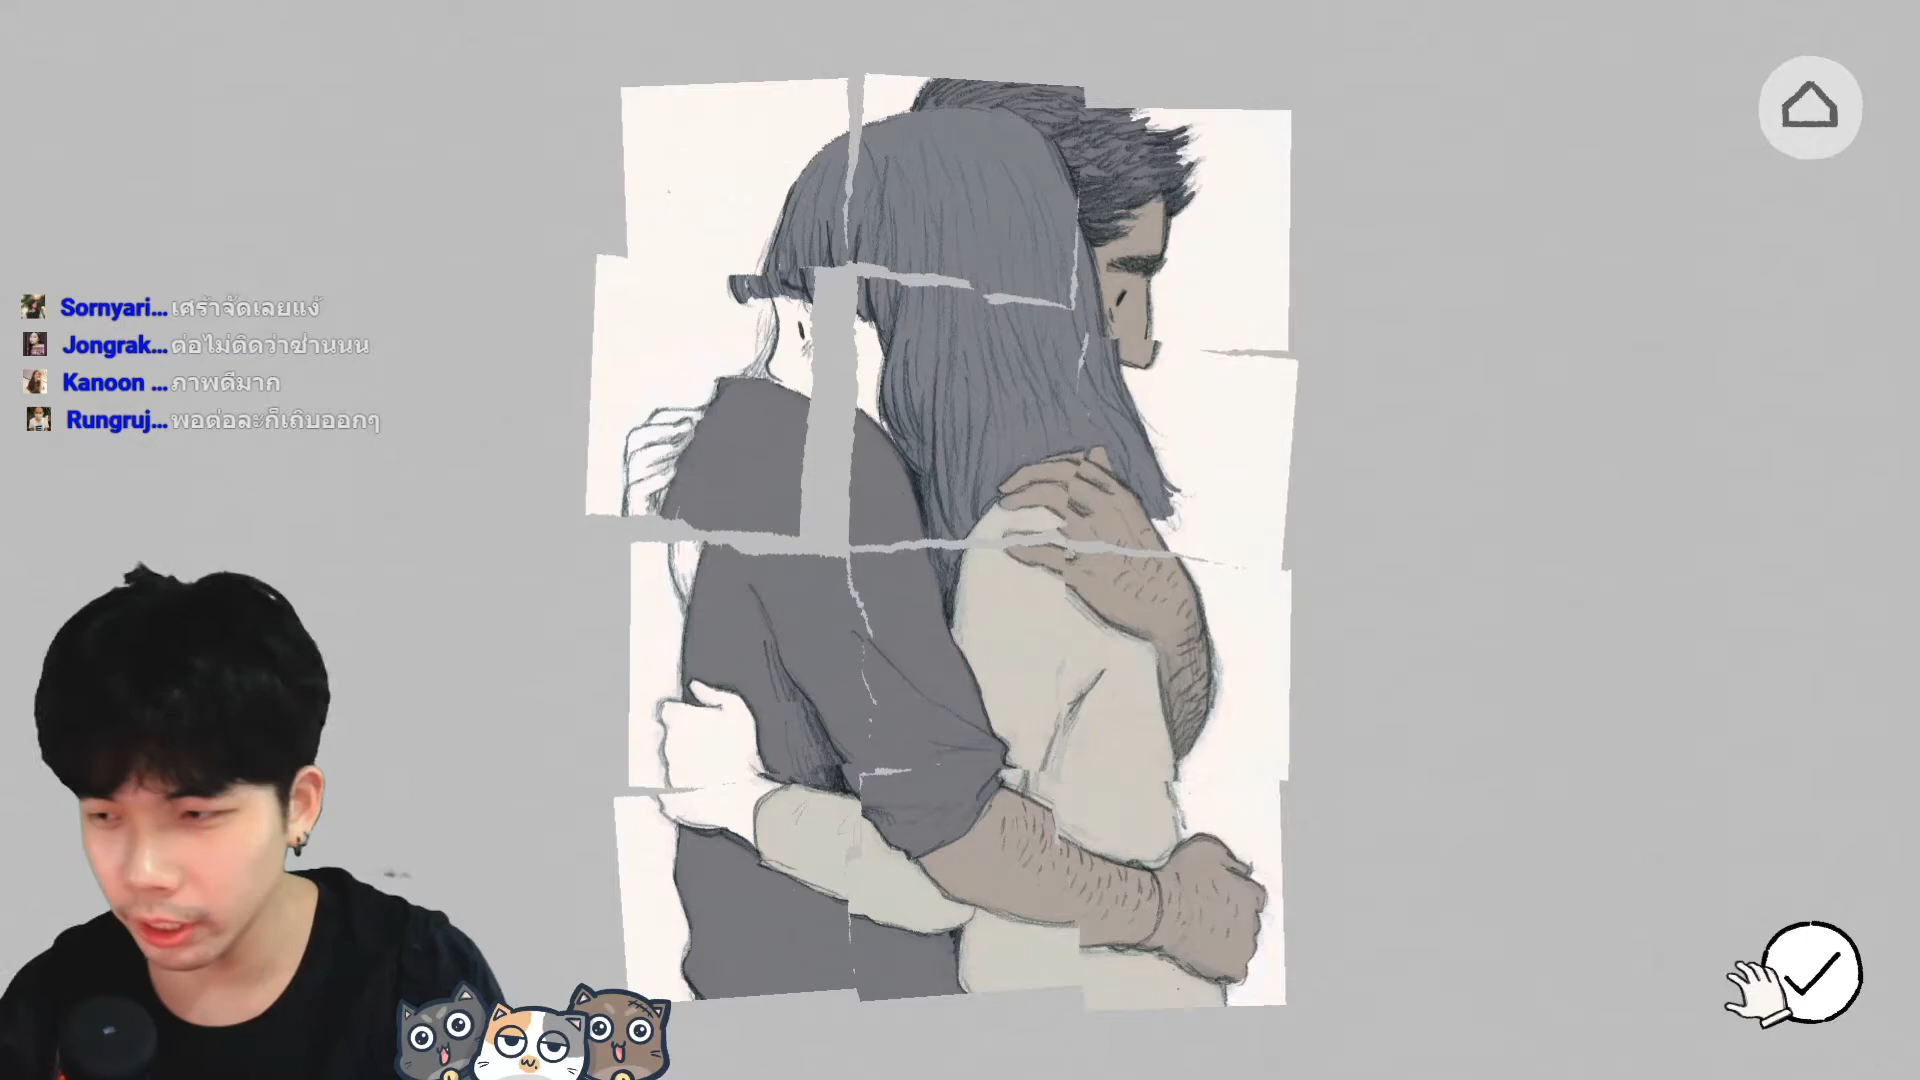 Sornyari... เศร้าจัดเลยแง้
Jongrak... ต่อไม่ติดว่าซ่านนน
Kanoon ... ภาพดีมาก
Rungruj... พอต่อละก็เถิบออกๆ